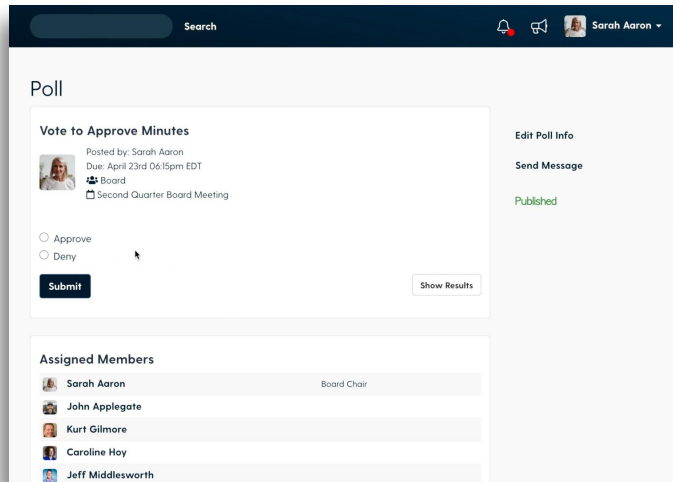 Search
Sarah Aaron
Poll
Vote to Approve Minutes
Posted by: Sarah Aaron
Due: April 23rd 06:15pm EDT
Board
Second Quarter Board Meeting
Approve
Deny
Submit
Show Results
Edit Poll Info
Send Message
Published
Assigned Members
Sarah Aaron Board Chair
John Applegate
Kurt Gilmore
Caroline Hoy
Jeff Middlesworth